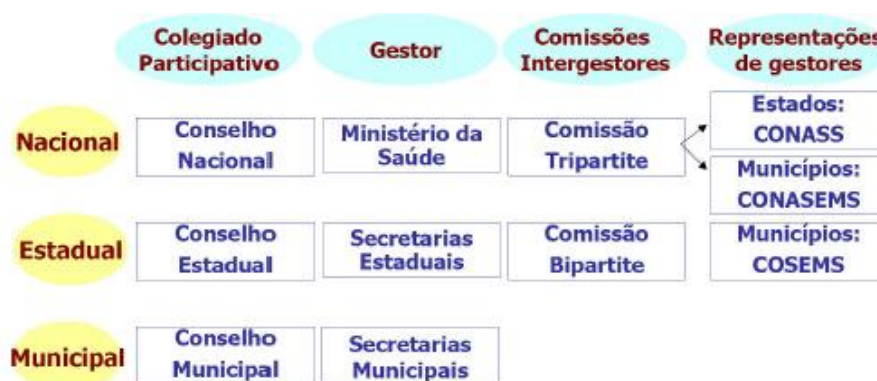 Colegiado
Participativo
Gestor
Comissões
Intergestores
Representações
de gestores
Nacional
Conselho
Nacional
Ministério da
Saúde
Comissão
Tripartite
Estados:
CONASS
Municípios:
CONASEMS
Estadual
Conselho
Estadual
Secretarias
Estaduais
Comissão
Bipartite
Municípios:
COSEMS
Municipal
Conselho
Municipal
Secretarias
Municipais